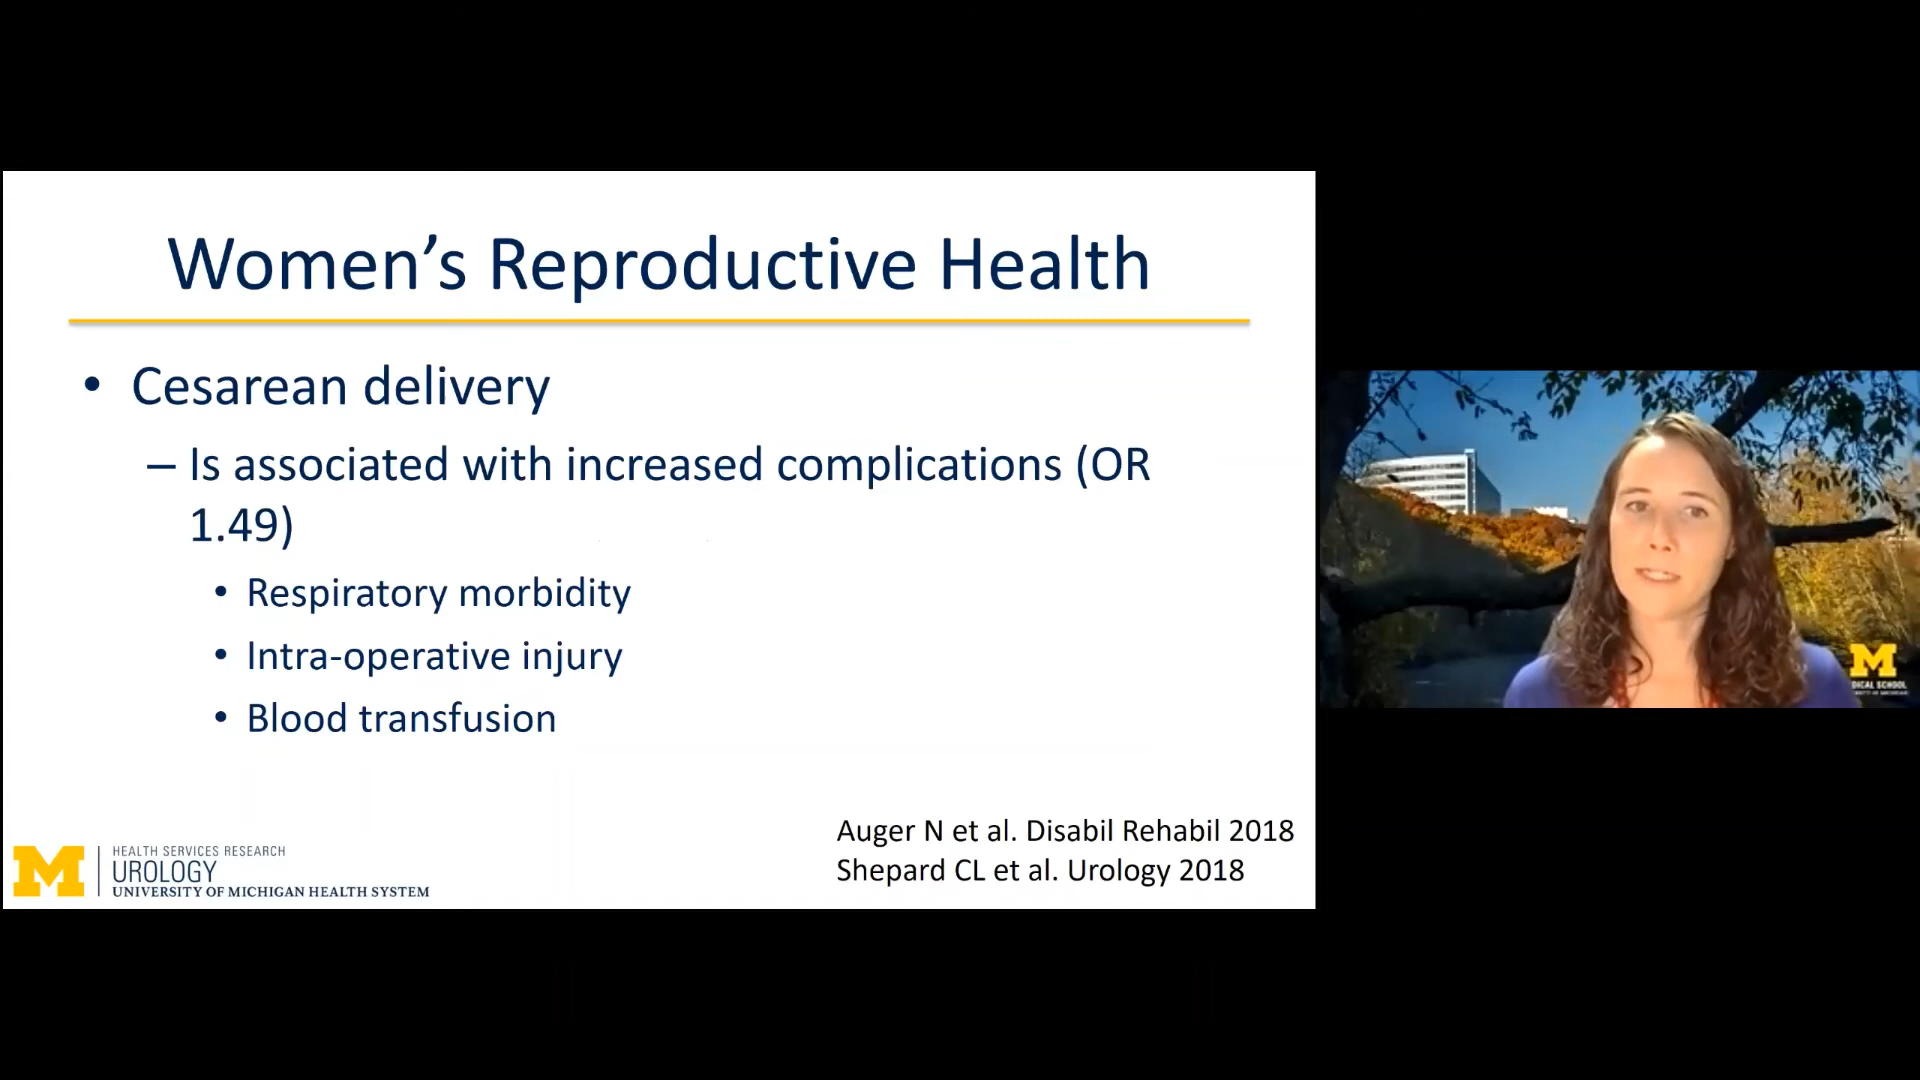 Women’s Reproductive Health
• Cesarean delivery
– Is associated with increased complications (OR
1.49)
• Respiratory morbidity
• Intra-operative injury
• Blood transfusion
Auger N et al. Disabil Rehabil 2018
Shepard CL et al. Urology 2018
M
HEALTH SERVICES RESEARCH
UROLOGY
UNIVERSITY OF MICHIGAN HEALTH SYSTEM
M
DICAL SCHOOL